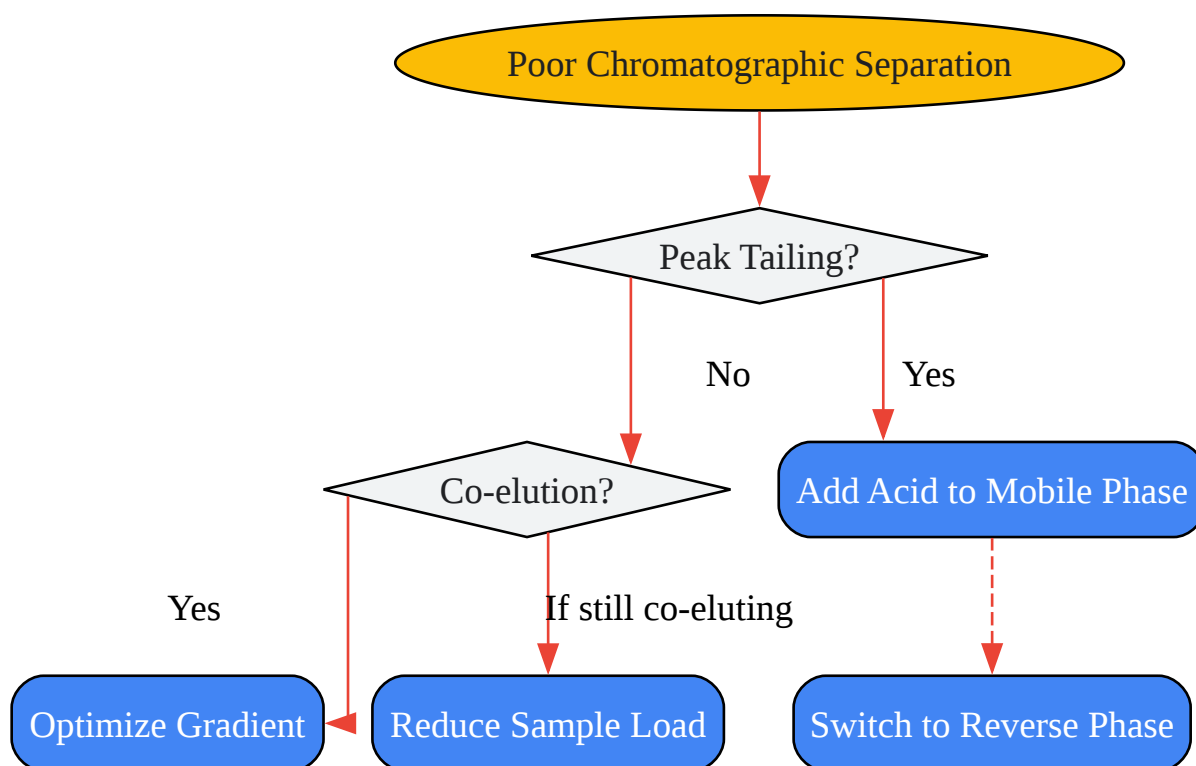 Poor Chromatographic Separation
Peak Tailing?
No
Yes
Co-elution?
Add Acid to Mobile Phase
Yes
If still co-eluting
Optimize Gradient
Reduce Sample Load
Switch to Reverse Phase